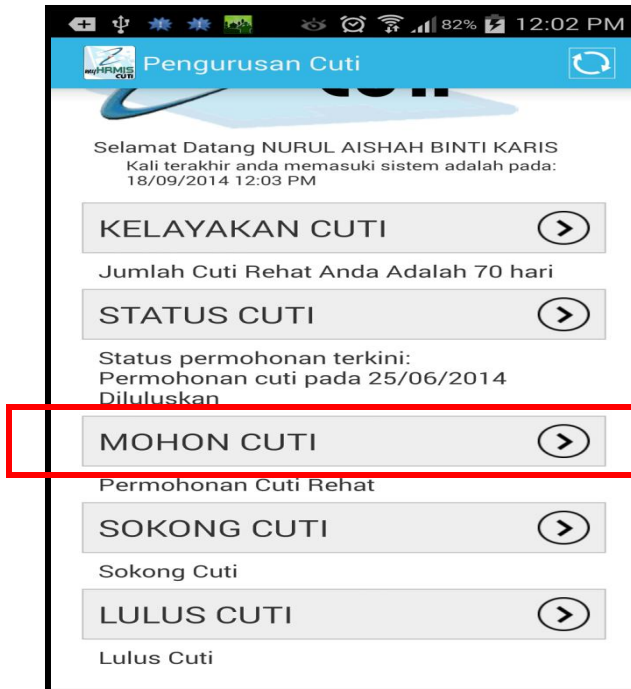 82% 12:02 PM
myHRMIS CUTI Pengurusan Cuti
Selamat Datang NURUL AISHAH BINTI KARIS
Kali terakhir anda memasuki sistem adalah pada:
18/09/2014 12:03 PM
KELAYAKAN CUTI
Jumlah Cuti Rehat Anda Adalah 70 hari
STATUS CUTI
Status permohonan terkini:
Permohonan cuti pada 25/06/2014
Diluluskan
MOHON CUTI
Permohonan Cuti Rehat
SOKONG CUTI
Sokong Cuti
LULUS CUTI
Lulus Cuti